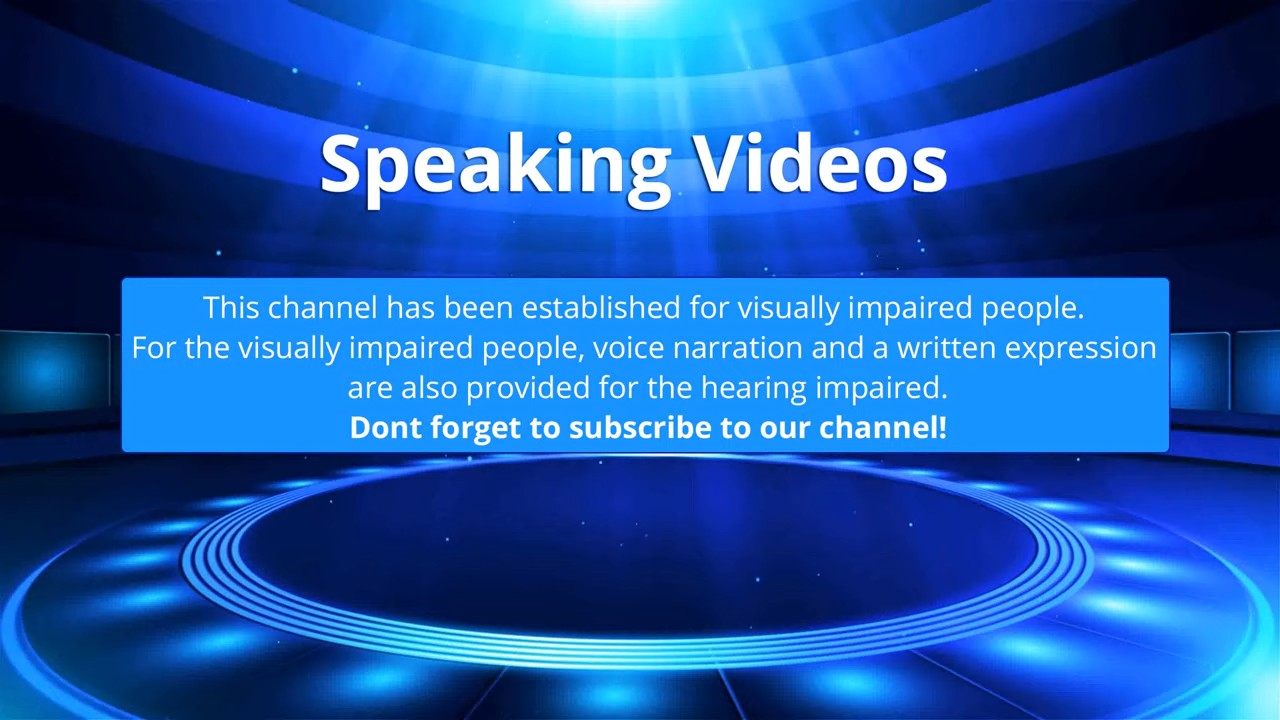 Speaking Videos
This channel has been established for visually impaired people.
For the visually impaired people, voice narration and a written expression
are also provided for the hearing impaired.
Dont forget to subscribe to our channel!